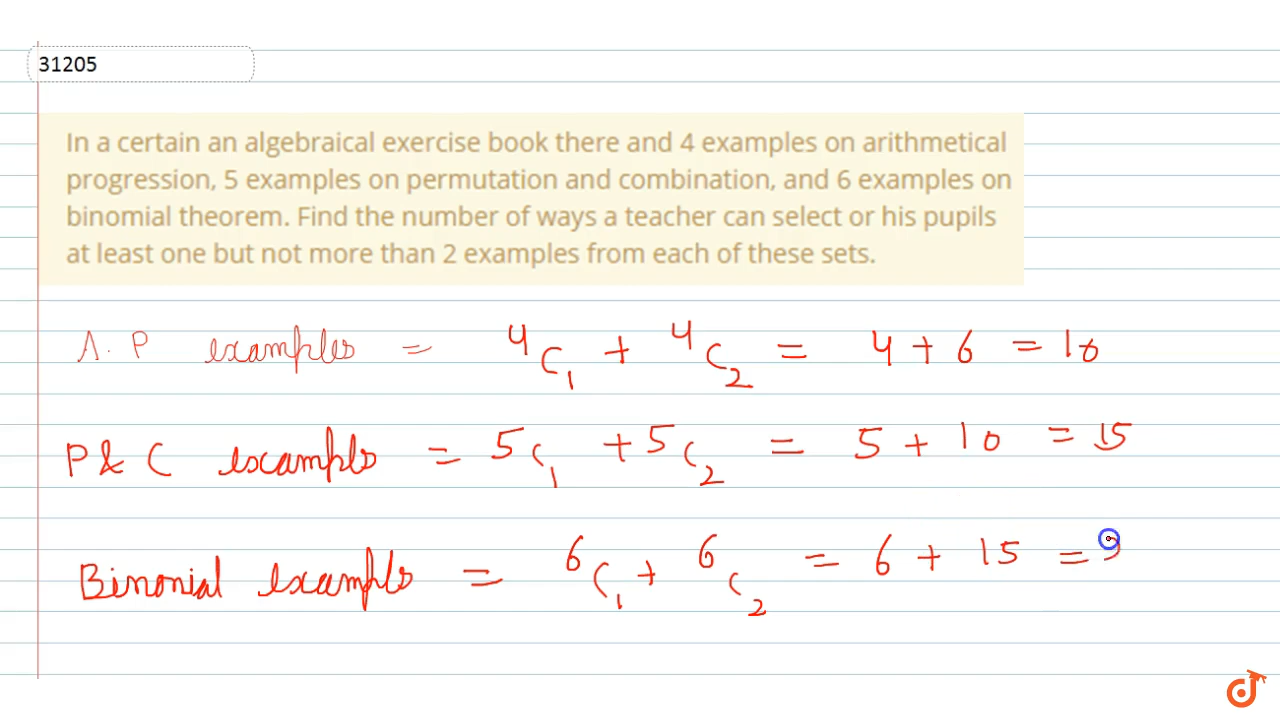 31205
In a certain an algebraical exercise book there and 4 examples on arithmetical
progression, 5 examples on permutation and combination, and 6 examples on
binomial theorem. Find the number of ways a teacher can select or his pupils
at least one but not more than 2 examples from each of these sets.
A.P examples = ⁴C₁ + ⁴C₂ = 4 + 6 = 10
P & C examples = 5C₁ + 5C₂ = 5 + 10 = 15
Binomial examples = ⁶C₁ + ⁶C₂ = 6 + 15 =